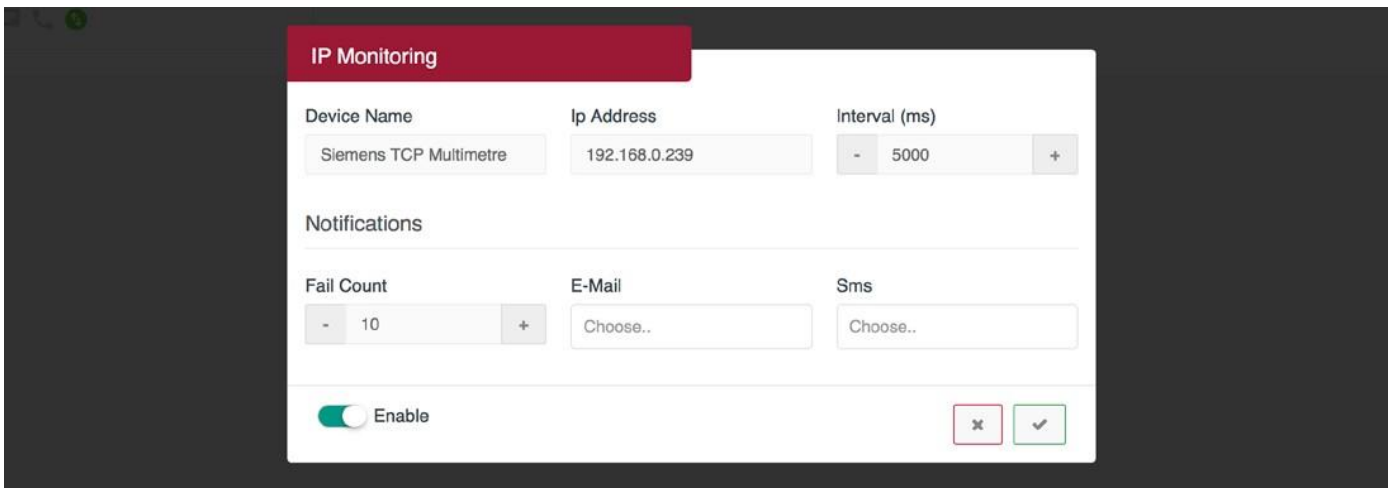 IP Monitoring
Device Name Ip Address Interval (ms)
Siemens TCP Multimetre 192.168.0.239 - 5000 +
Notifications
Fail Count E-Mail Sms
- 10 + Choose.. Choose..
Enable